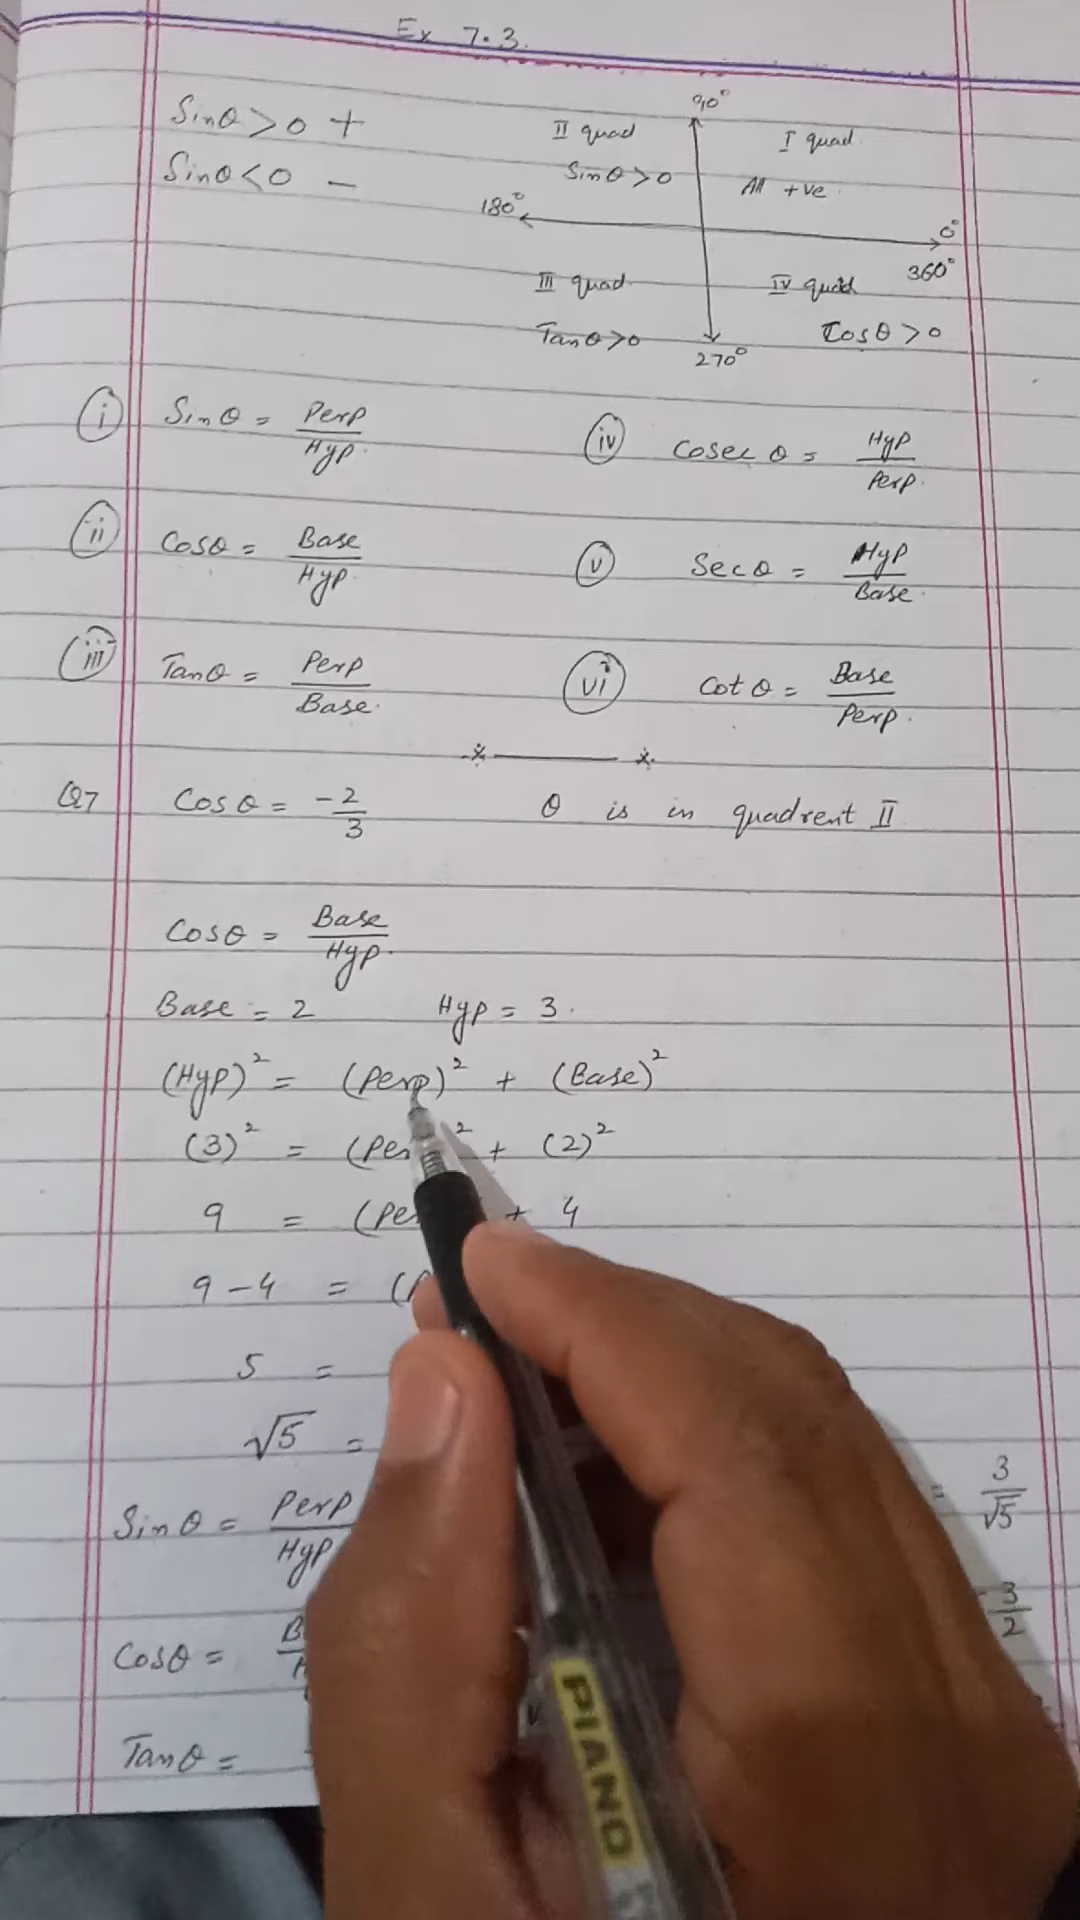 Ex 7.3.
Sinθ>0 +
Sinθ<0 -
90°
II quad
I quad.
Sinθ>0
All +ve.
180°
0°
360°
III quad.
IV quad
Tanθ>0
Cosθ>0
270°
(i) Sinθ = Perp/Hyp.
(iv) Cosec θ = Hyp/Perp.
(ii) Cosθ = Base/Hyp.
(v) Secθ = Hyp/Base.
(iii) Tanθ = Perp/Base.
(vi) Cot θ = Base/Perp.
Q7 Cosθ = -2/3 θ is in quadrent II
Cosθ = Base/Hyp.
Base = 2 Hyp = 3.
(Hyp)² = (Perp)² + (Base)²
(3)² = (Per ² + (2)²
9 = (Pe + 4
9 - 4 = (
5 =
√5 =
Sinθ = Perp/Hyp
= 3/√5
Cosθ =
3/2
Tanθ =
PIANO